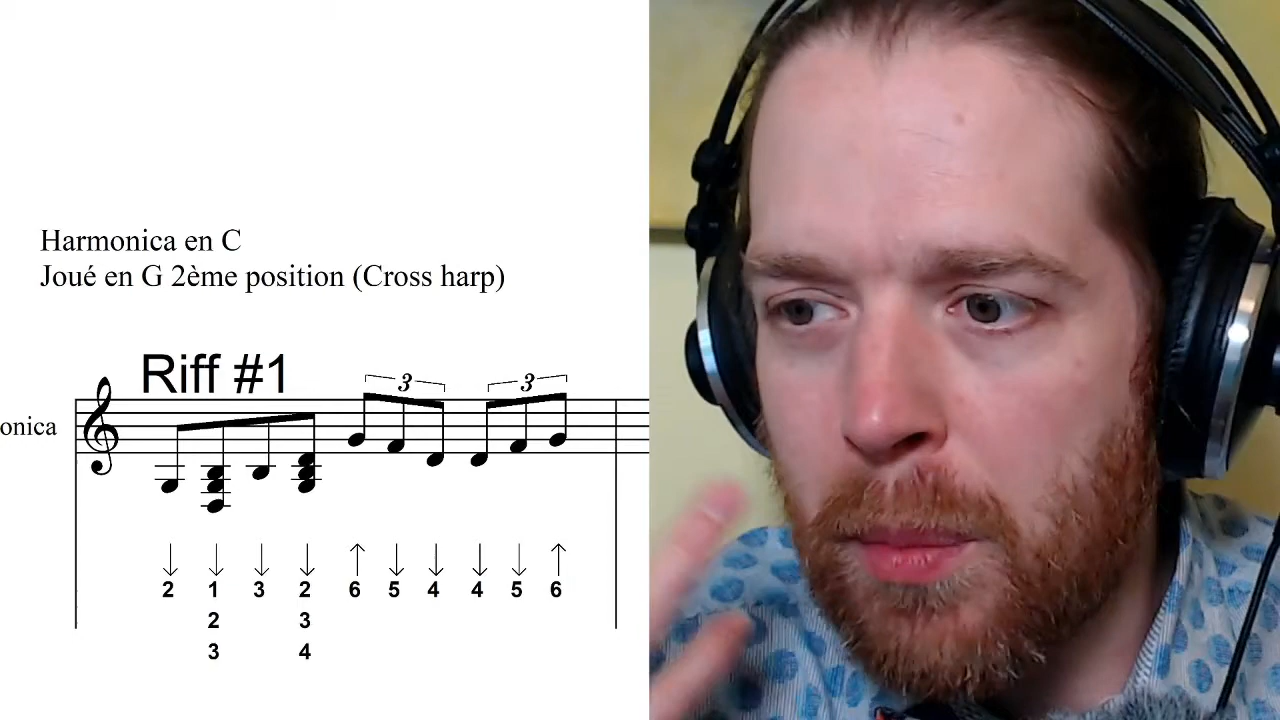 Harmonica en C
Joué en G 2ème position (Cross harp)
Riff #1
3 3
onica
2 1 3 2 6 5 4 4 5 6
2 3
3 4